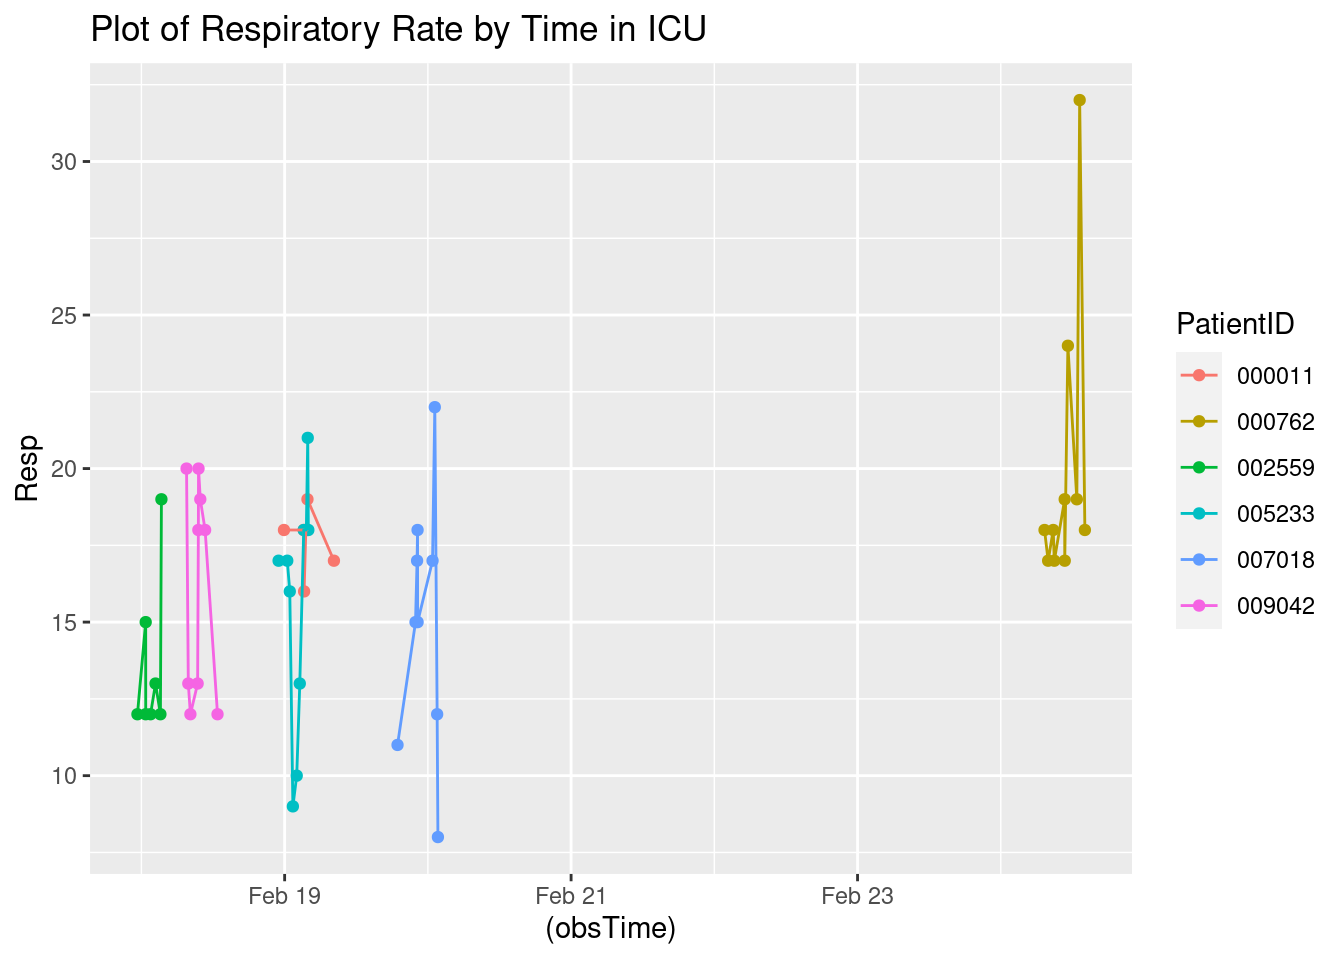 Plot of Respiratory Rate by Time in ICU
30
25
20
15
10
Resp
Feb 19
Feb 21
Feb 23
(obsTime)
PatientID
000011
000762
002559
005233
007018
009042